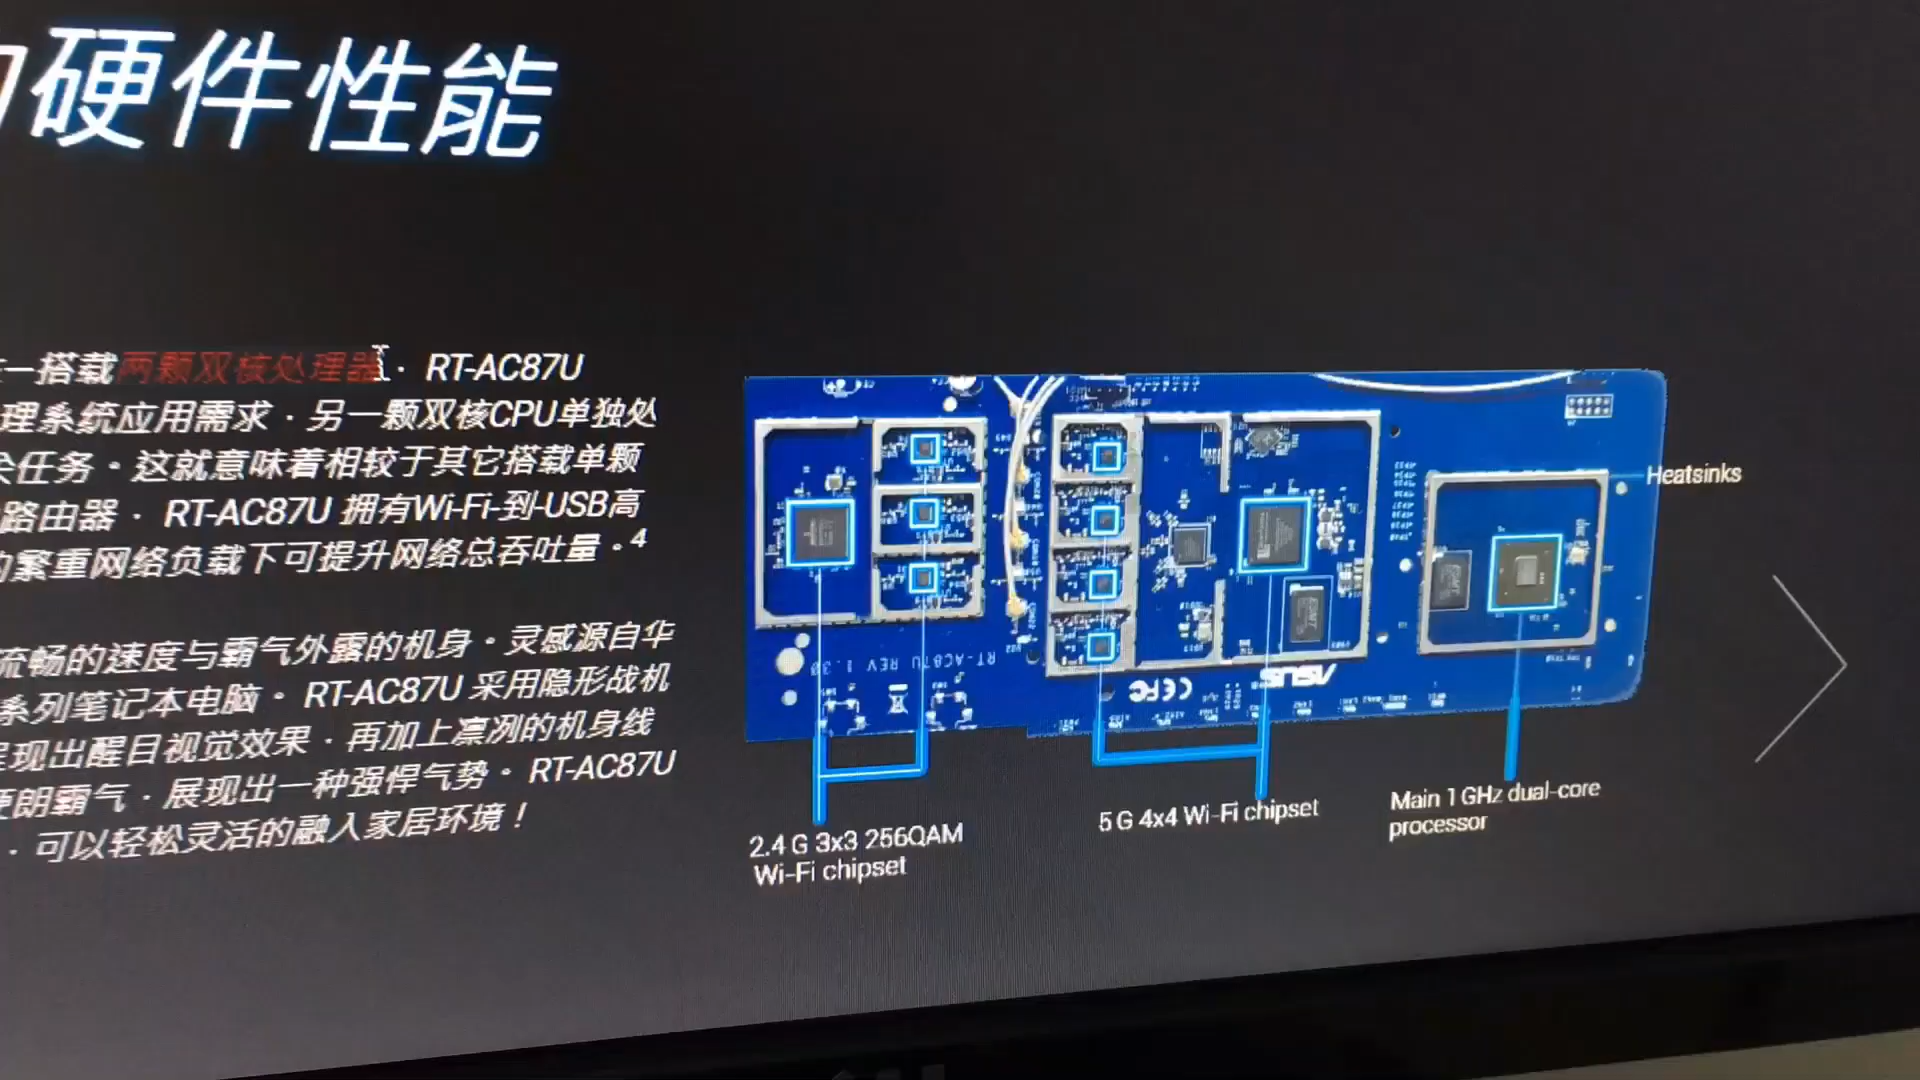 硬件性能
一搭载两颗双核处理器· RT-AC87U
理系统应用需求·另一颗双核CPU单独处
任务·这就意味着相较于其它搭载单颗
路由器· RT-AC87U 拥有Wi-Fi-到-USB高
的繁重网络负载下可提升网络总吞吐量·4
流畅的速度与霸气外露的机身·灵感源自华
系列笔记本电脑· RT-AC87U 采用隐形战机
现出醒目视觉效果·再加上凛冽的机身线
硬朗霸气·展现出一种强悍气势· RT-AC87U
·可以轻松灵活的融入家居环境！
Heatsinks
RT-AC87U REV 1.30
FC CE
ASUS
2.4 G 3x3 256QAM
Wi-Fi chipset
5 G 4x4 Wi-Fi chipset
Main 1 GHz dual-core
processor